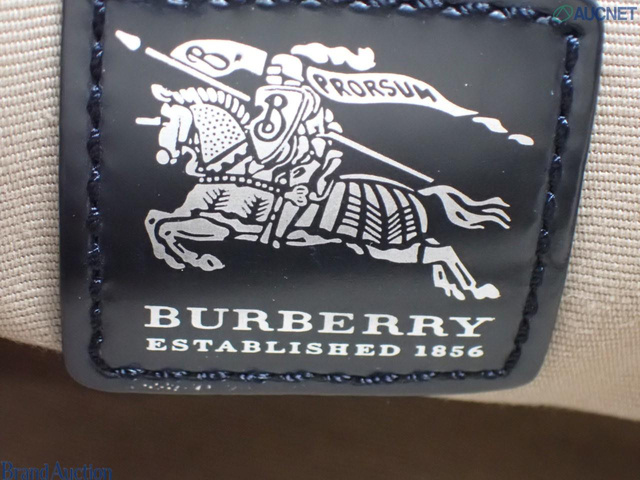 AUCNET
B
PRORSUM
B
BURBERRY
ESTABLISHED 1856
Brand Auction